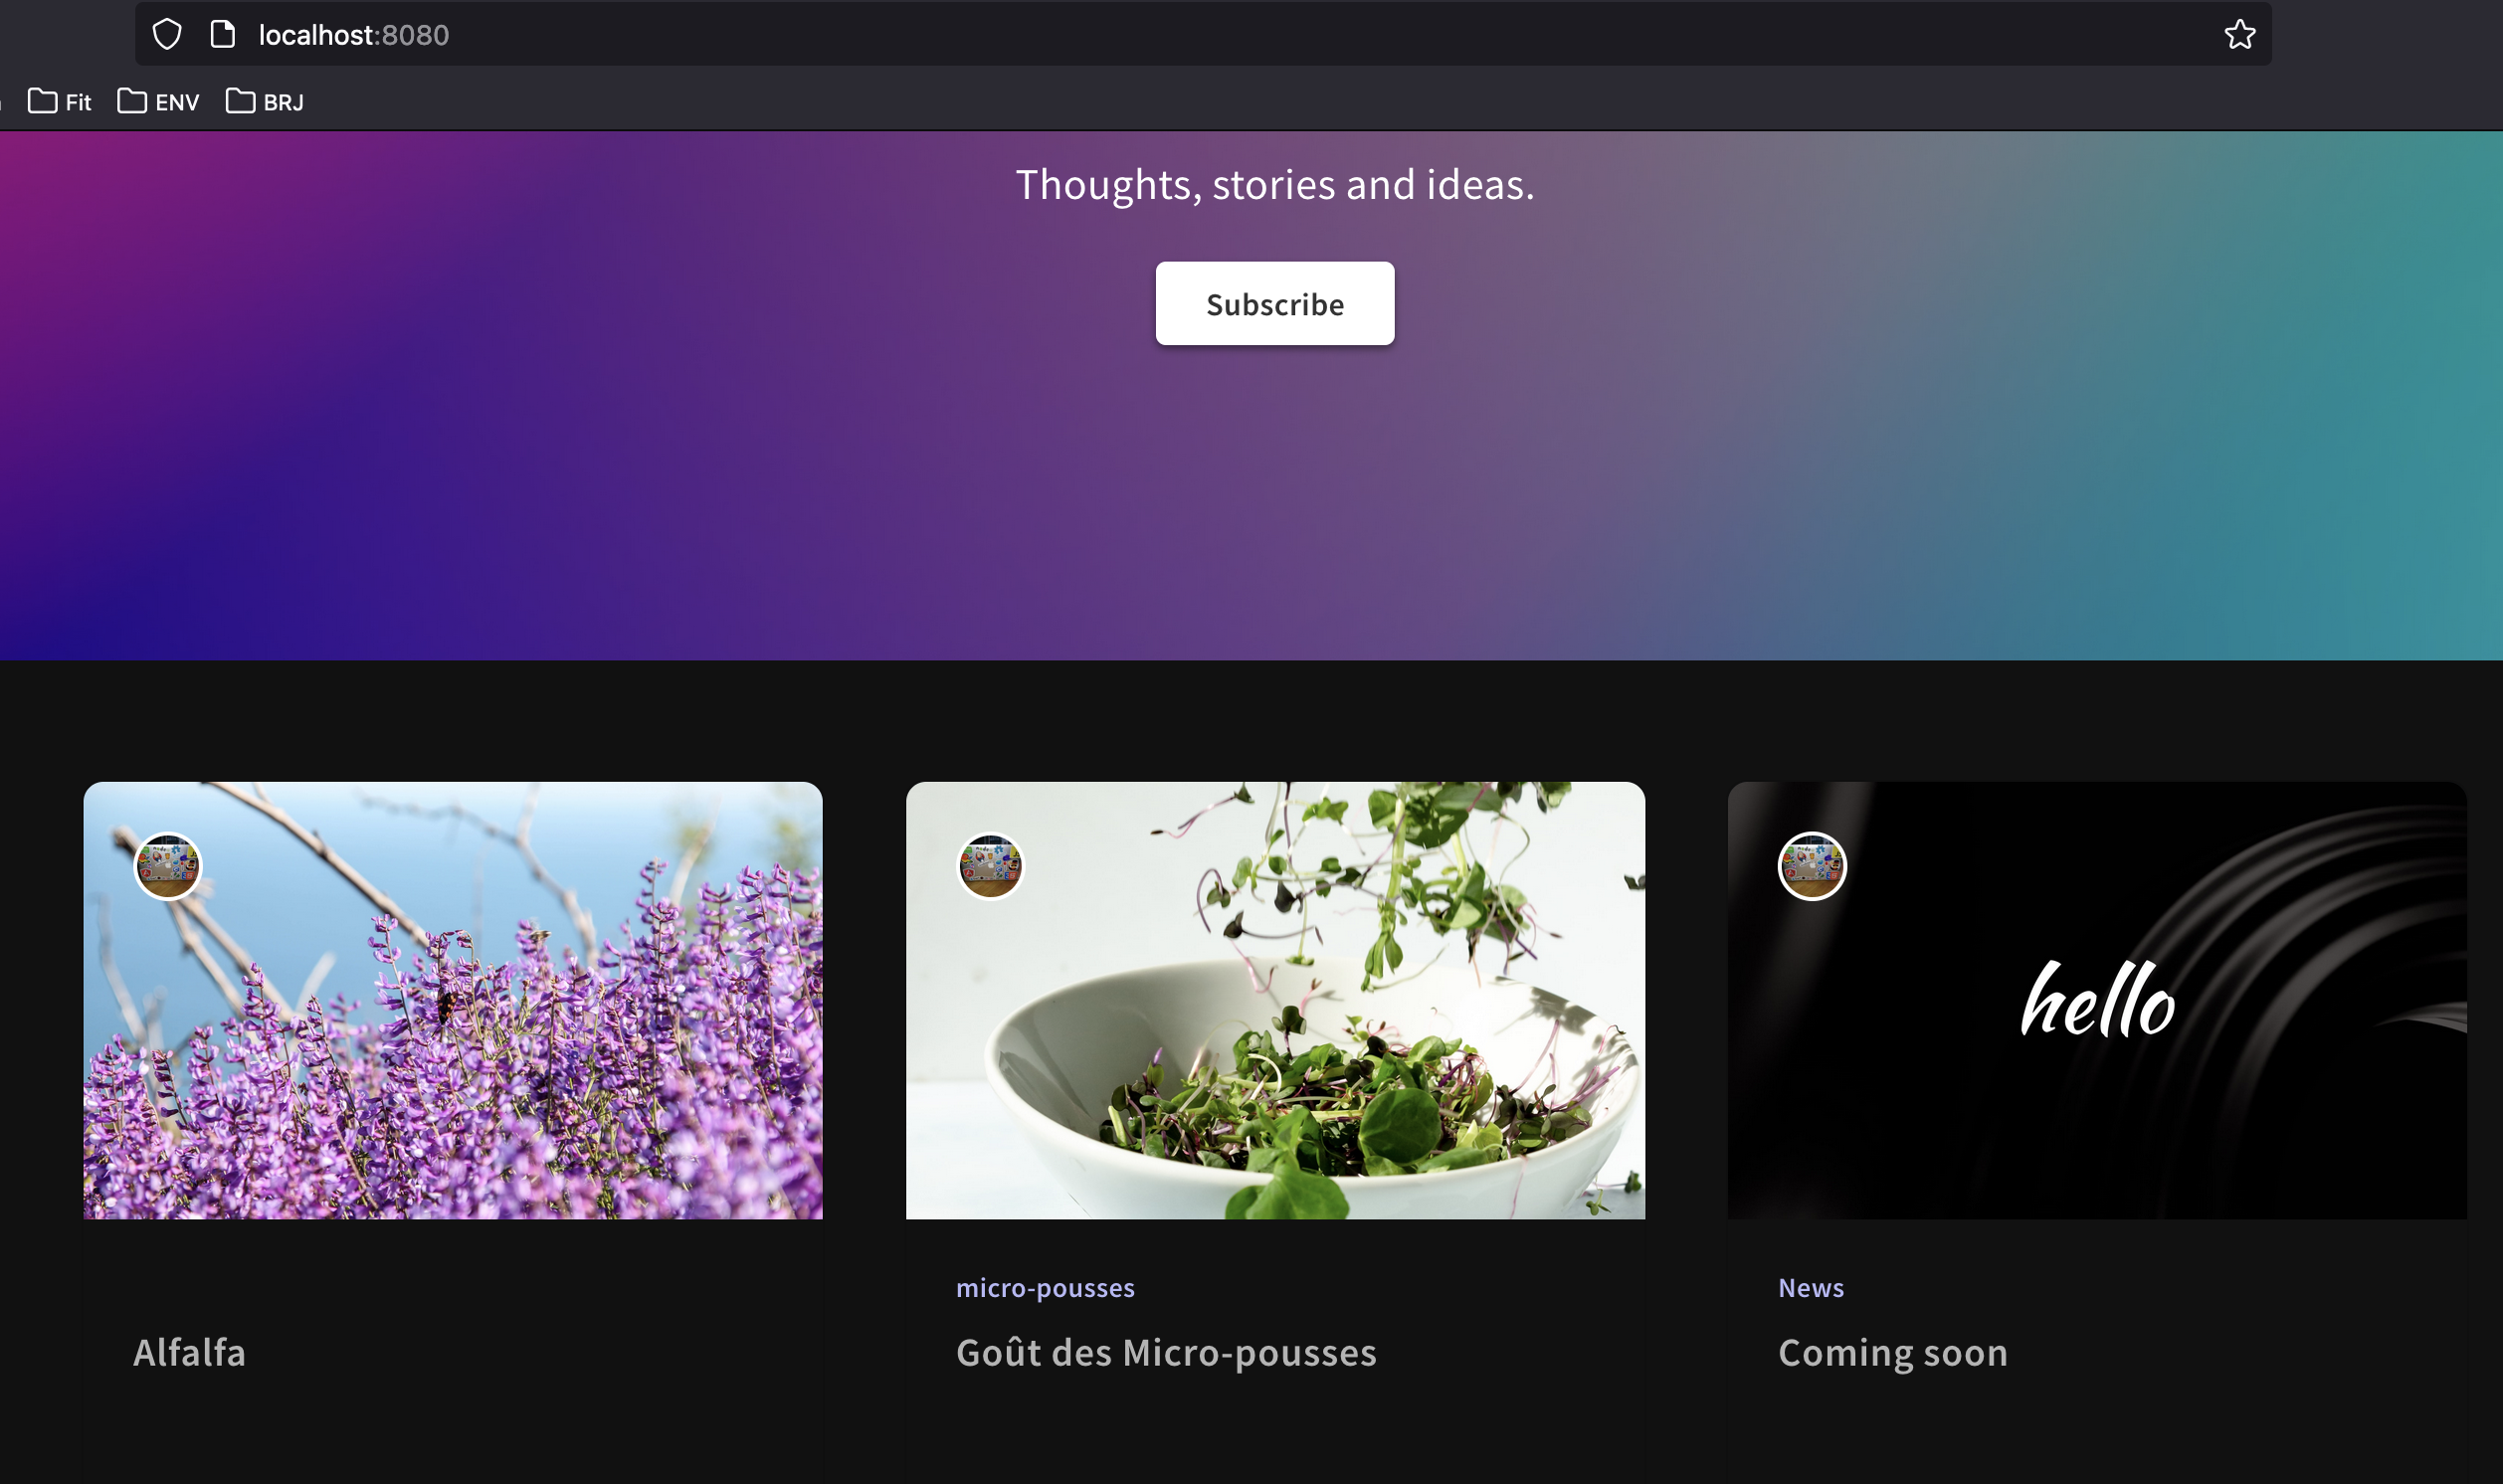 localhost:8080
Fit
ENV
BRJ
Thoughts, stories and ideas.
Subscribe
hello
micro-pousses
News
Alfalfa
Goût des Micro-pousses
Coming soon